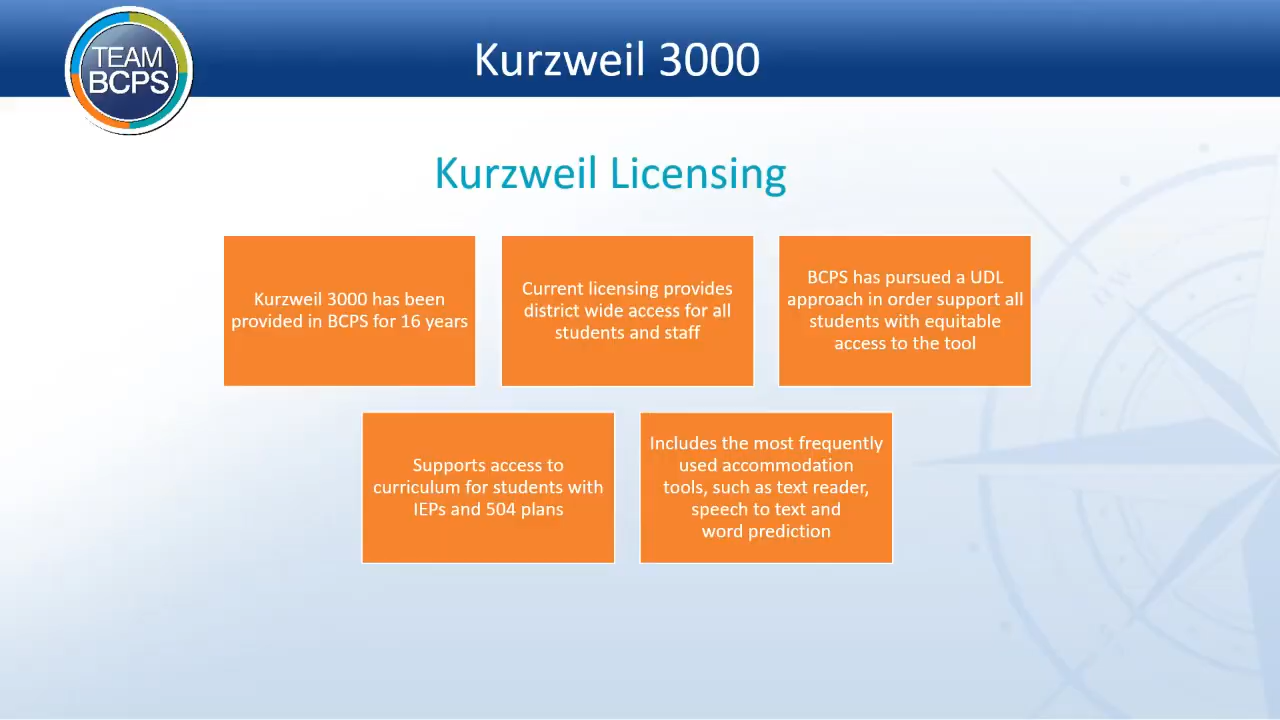 TEAM
BCPS
Kurzweil 3000
Kurzweil Licensing
Kurzweil 3000 has been
provided in BCPS for 16 years
Current licensing provides
district wide access for all
students and staff
BCPS has pursued a UDL
approach in order support all
students with equitable
access to the tool
Supports access to
curriculum for students with
IEPs and 504 plans
Includes the most frequently
used accommodation
tools, such as text reader,
speech to text and
word prediction